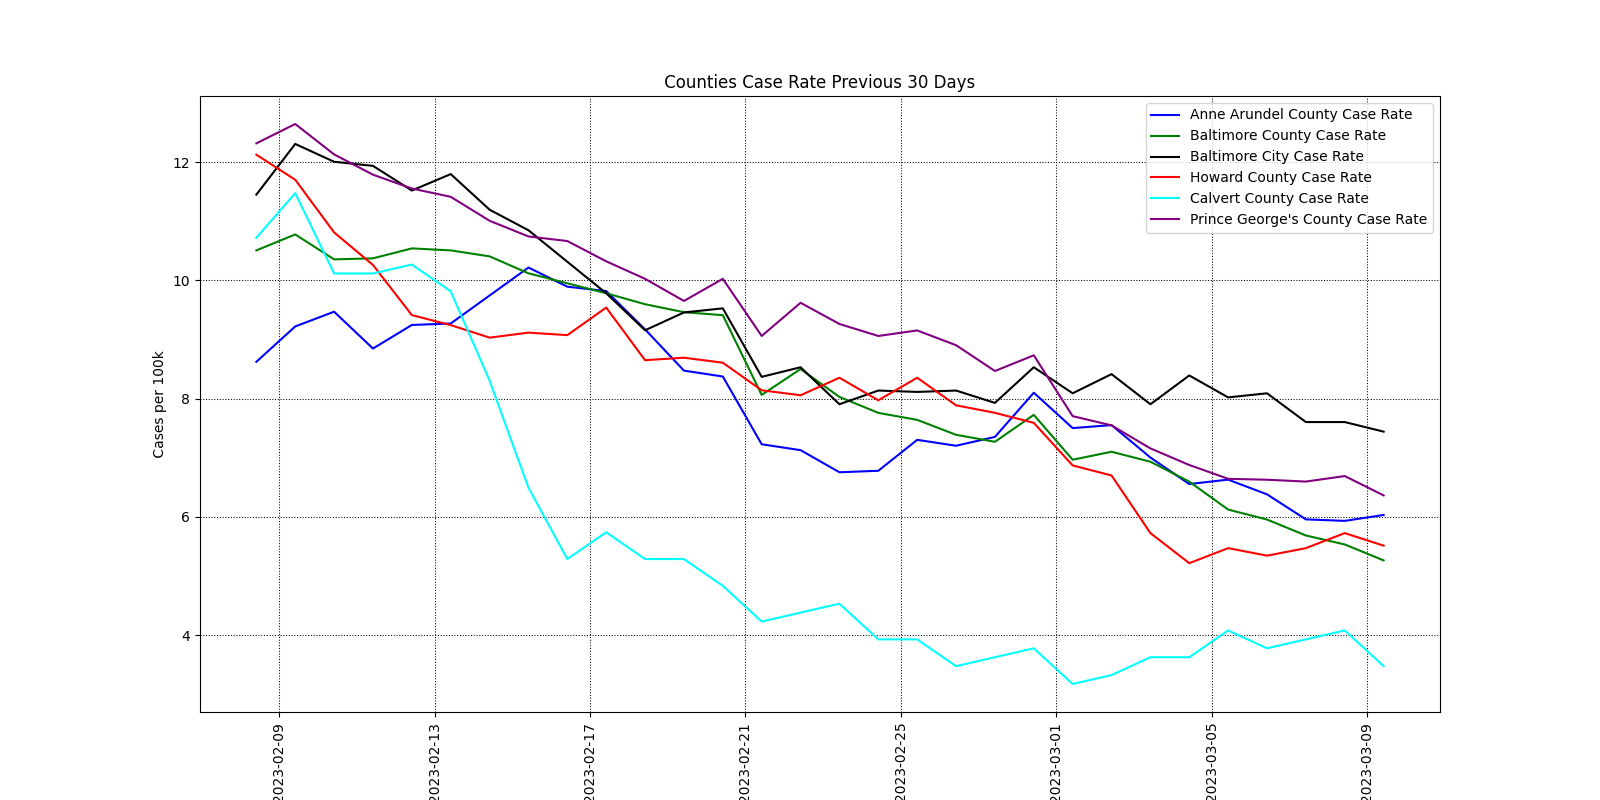 Counties Case Rate Previous 30 Days
Anne Arundel County Case Rate
Baltimore County Case Rate
Baltimore City Case Rate
Howard County Case Rate
Calvert County Case Rate
Prince George's County Case Rate
Cases per 100k
12
10
8
6
4
2023-02-09
2023-02-13
2023-02-17
2023-02-21
2023-02-25
2023-03-01
2023-03-05
2023-03-09